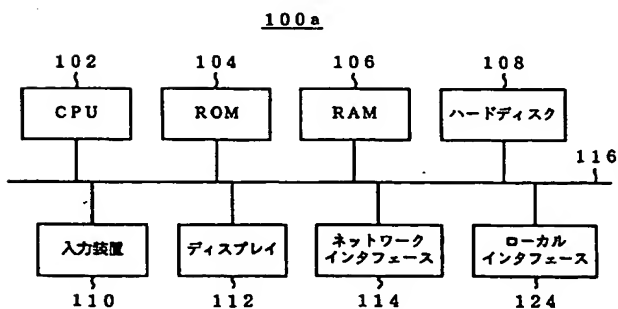 100a
102 104 106 108
CPU ROM RAM ハードディスク
116
入力装置 ディスプレイ ネットワーク ローカル
インタフェース インタフェース
110 112 114 124